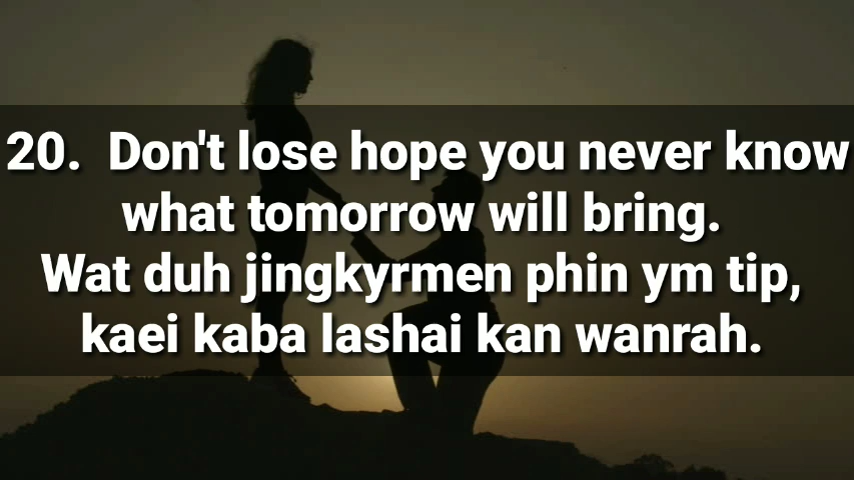 20.  Don't lose hope you never know
what tomorrow will bring.
Wat duh jingkyrmen phin ym tip,
kaei kaba lashai kan wanrah.